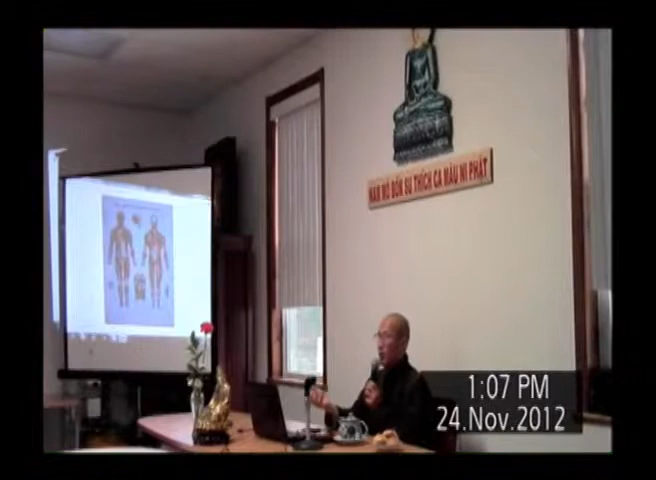 NAM MÔ BỔN SƯ THÍCH CA MÂU NI PHẬT
1:07 PM
24.Nov.2012